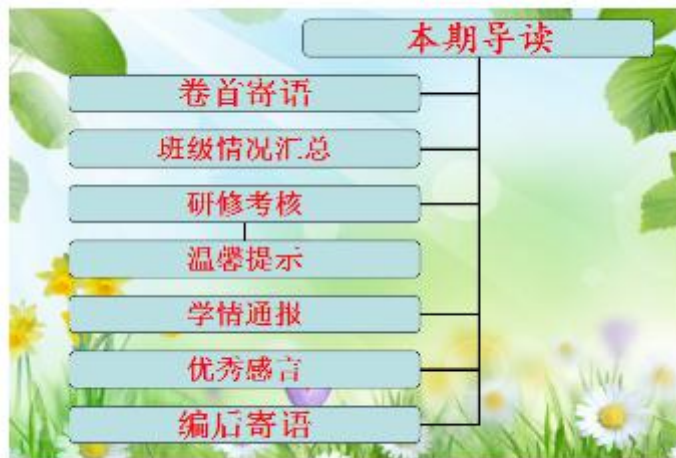 本期导读
卷首寄语
班级情况汇总
研修考核
温馨提示
学情通报
优秀感言
编后寄语